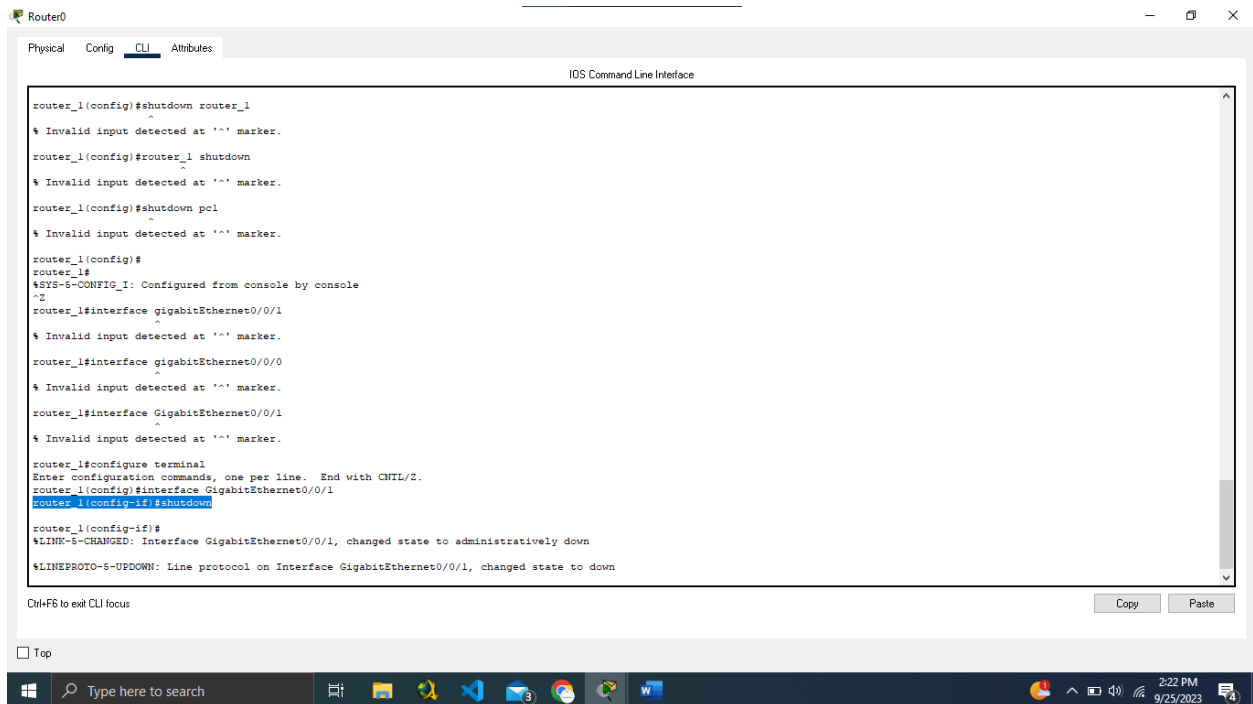 Router0
Physical Config CLI Attributes
IOS Command Line Interface
router_1(config)#shutdown router_1
^
% Invalid input detected at '^' marker.
router_1(config)#router_1 shutdown
^
% Invalid input detected at '^' marker.
router_1(config)#shutdown pc1
^
% Invalid input detected at '^' marker.
router_1(config)#
router_1#
%SYS-5-CONFIG_I: Configured from console by console
^Z
router_1#interface gigabitEthernet0/0/1
^
% Invalid input detected at '^' marker.
router_1#interface gigabitEthernet0/0/0
^
% Invalid input detected at '^' marker.
router_1#interface GigabitEthernet0/0/1
^
% Invalid input detected at '^' marker.
router_1#configure terminal
Enter configuration commands, one per line. End with CNTL/Z.
router_1(config)#interface GigabitEthernet0/0/1
router_1(config-if)#shutdown
router_1(config-if)#
%LINK-5-CHANGED: Interface GigabitEthernet0/0/1, changed state to administratively down
%LINEPROTO-5-UPDOWN: Line protocol on Interface GigabitEthernet0/0/1, changed state to down
Ctrl+F6 to exit CLI focus
Copy Paste
Top
Type here to search
3
W
1
2:22 PM
9/25/2023
4